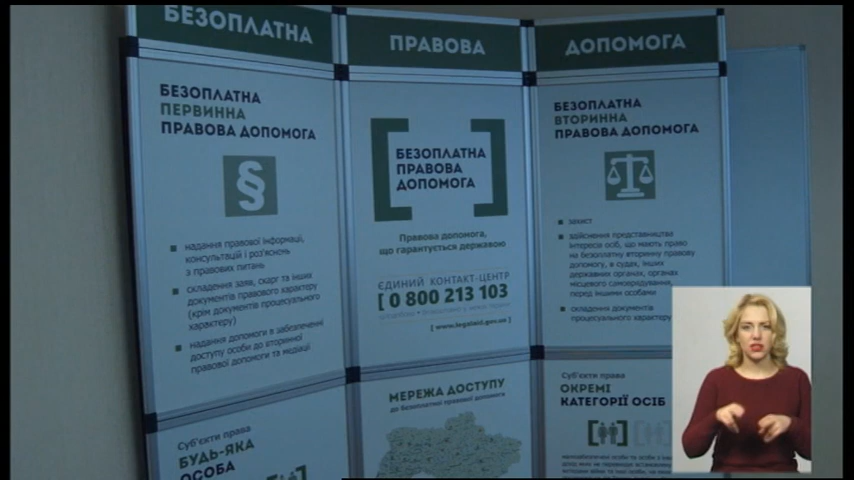 БЕЗОПЛАТНА
ПРАВОВА
ДОПОМОГА
БЕЗОПЛАТНА
ПЕРВИННА
ПРАВОВА ДОПОМОГА
§
надання правової інформації,
консультацій і роз'яснень
з правових питань
складення заяв, скарг та інших
документів правового характеру
(крім документів процесуального
характеру)
надання допомоги в забезпеченні
доступу особи до вторинної
правової допомоги та медіації
Суб'єкти права
БУДЬ-ЯКА
ОСОБА
БЕЗОПЛАТНА
ПРАВОВА
ДОПОМОГА
Правова допомога,
що гарантується державою
ЄДИНИЙ КОНТАКТ-ЦЕНТР
[ 0 800 213 103
[ www.legalaid.gov.ua ]
МЕРЕЖА ДОСТУПУ
до безоплатної правової допомоги
БЕЗОПЛАТНА
ВТОРИННА
ПРАВОВА ДОПОМОГА
захист
здійснення представництва
інтересів осіб, що мають право
на безоплатну вторинну правову
допомогу, в судах, інших
державних органах, органах
місцевого самоврядування,
перед іншими особами
складення документів
процесуального характеру
Суб'єкти права
ОКРЕМІ
КАТЕГОРІЇ ОСІБ